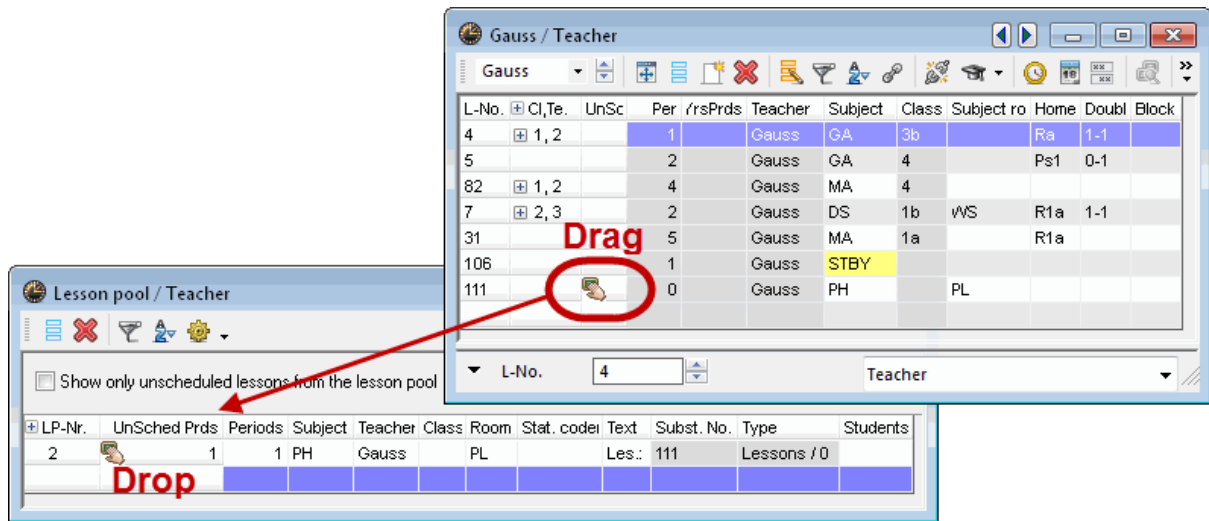 Gauss / Teacher
Gauss
L-No. Cl,Te. UnSc Per YrsPrds Teacher Subject Class Subject ro Home Doubl Block
4 1, 2 1 Gauss GA 3b Ra 1-1
5 2 Gauss GA 4 Ps1 0-1
82 1, 2 4 Gauss MA 4
7 2, 3 2 Gauss DS 1b WS R1a 1-1
31 5 Gauss MA 1a R1a
Drag
106 1 Gauss STBY
111 0 Gauss PH PL
L-No. 4 Teacher
Lesson pool / Teacher
Show only unscheduled lessons from the lesson pool
LP-Nr. UnSched Prds Periods Subject Teacher Class Room Stat. codei Text Subst. No. Type Students
2 1 1 PH Gauss PL Les.: 111 Lessons / 0
Drop